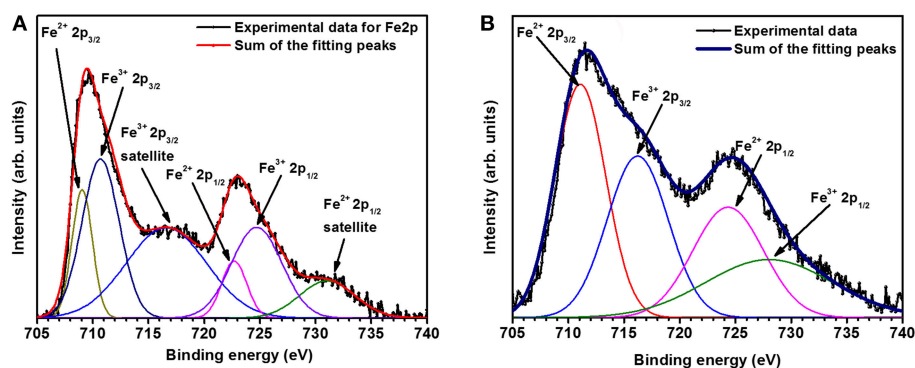 A
Experimental data for Fe2p
Sum of the fitting peaks
Fe²⁺ 2p₃/₂
Fe³⁺ 2p₃/₂
Fe³⁺ 2p₃/₂
satellite
Fe²⁺ 2p₁/₂
Fe³⁺ 2p₁/₂
Fe²⁺ 2p₁/₂
satellite
Intensity (arb. units)
705 710 715 720 725 730 735 740
Binding energy (eV)
B
Experimental data
Sum of the fitting peaks
Fe²⁺ 2p₃/₂
Fe³⁺ 2p₃/₂
Fe²⁺ 2p₁/₂
Fe³⁺ 2p₁/₂
Intensity (arb. units)
705 710 715 720 725 730 735 740
Binding energy (eV)